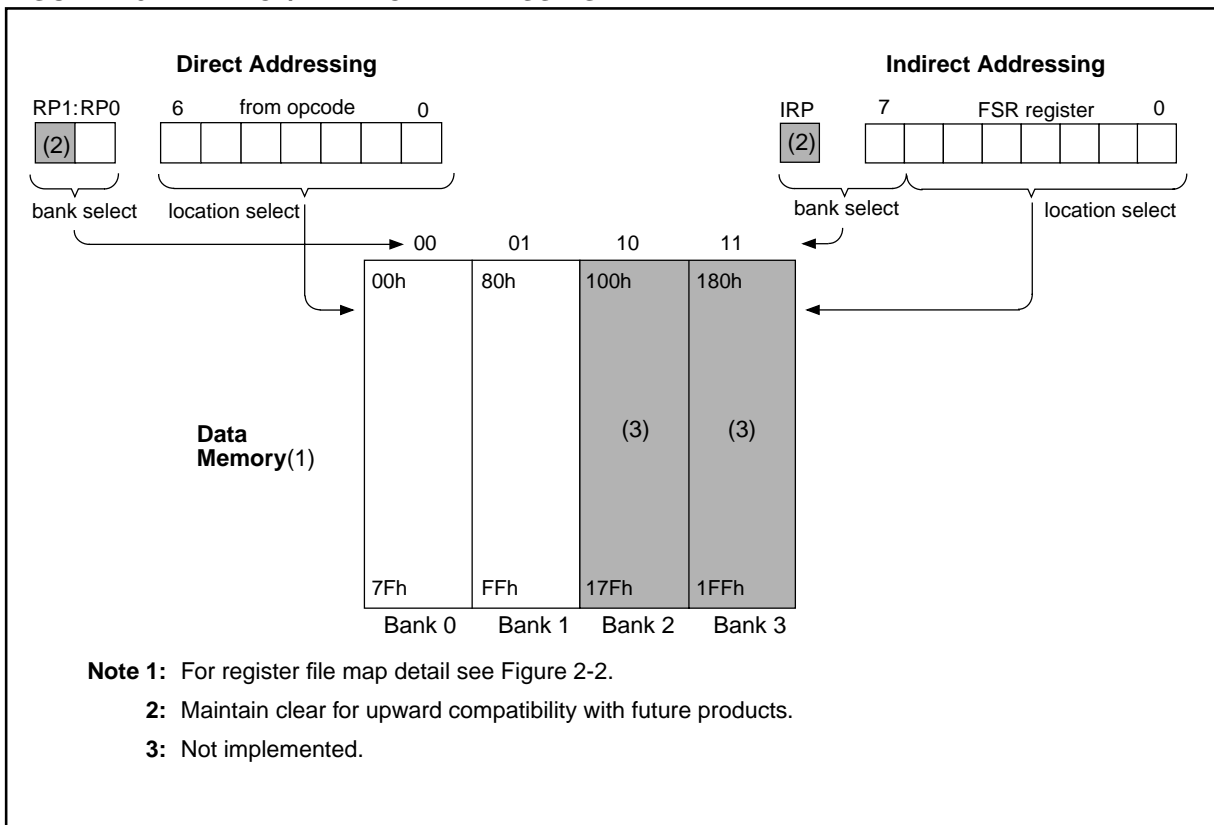 Direct Addressing
Indirect Addressing
RP1:RP0 6 from opcode 0
IRP 7 FSR register 0
(2)
(2)
bank select location select
bank select location select
00 01 10 11
00h 80h 100h 180h
(3) (3)
Data
Memory(1)
7Fh FFh 17Fh 1FFh
Bank 0 Bank 1 Bank 2 Bank 3
Note 1: For register file map detail see Figure 2-2.
2: Maintain clear for upward compatibility with future products.
3: Not implemented.